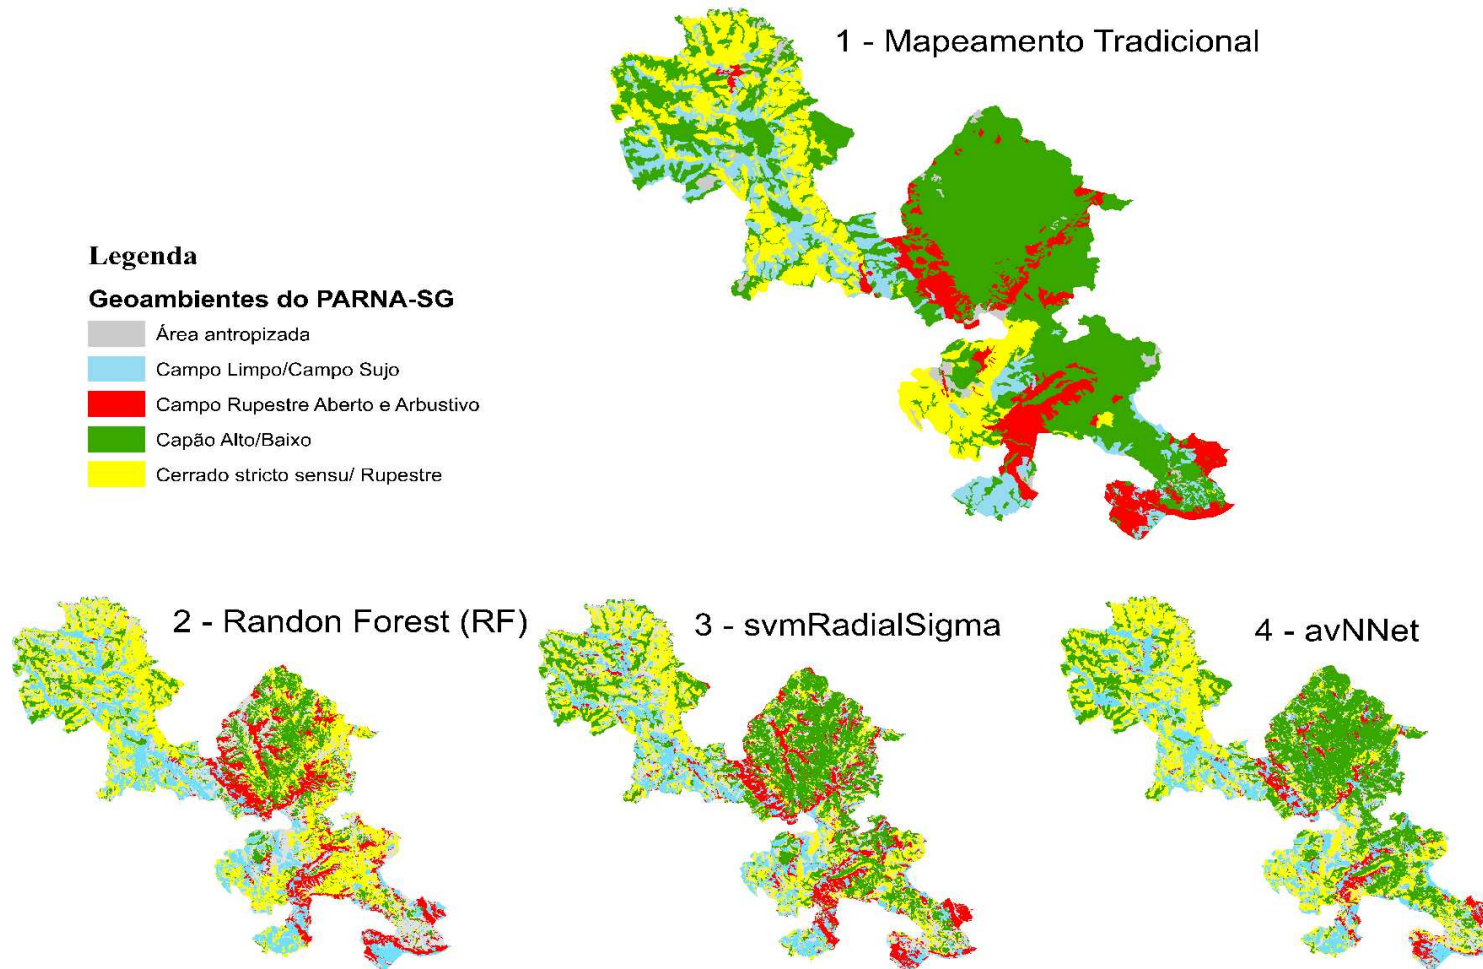 1 - Mapeamento Tradicional
Legenda
Geoambientes do PARNA-SG
Área antropizada
Campo Limpo/Campo Sujo
Campo Rupestre Aberto e Arbustivo
Capão Alto/Baixo
Cerrado stricto sensu/ Rupestre
2 - Randon Forest (RF)
3 - svmRadialSigma
4 - avNNet